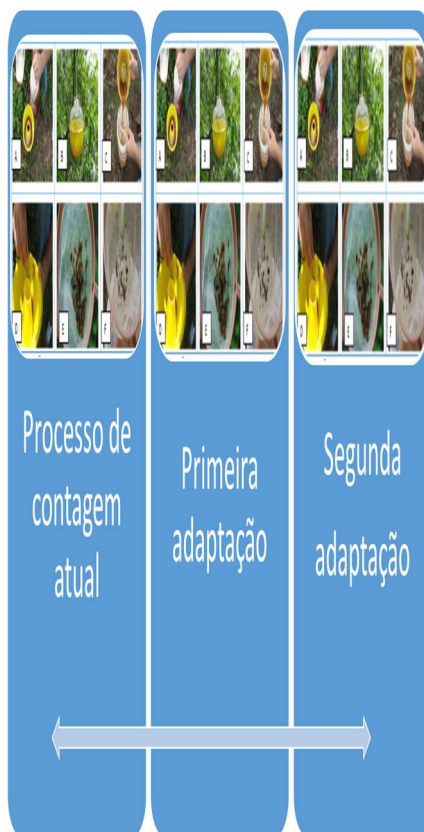 A B C
D E F
A B C
D E F
A B C
D E F
Processo de
contagem
atual
Primeira
adaptação
Segunda
adaptação